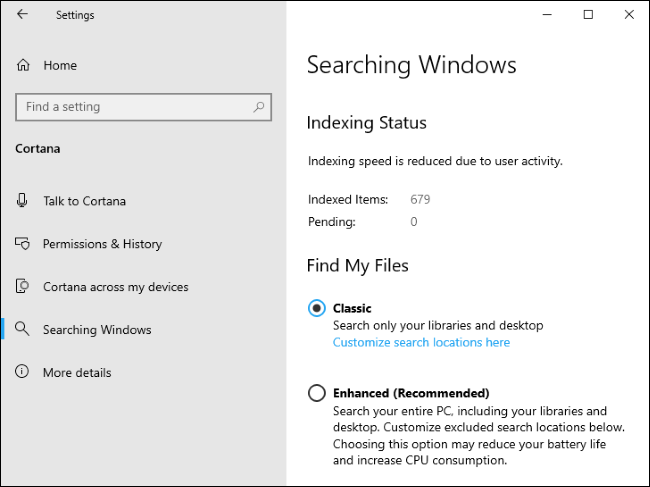 Settings
Home
Find a setting
Cortana
Talk to Cortana
Permissions & History
Cortana across my devices
Searching Windows
More details
Searching Windows
Indexing Status
Indexing speed is reduced due to user activity.
Indexed Items: 679
Pending: 0
Find My Files
Classic
Search only your libraries and desktop
Customize search locations here
Enhanced (Recommended)
Search your entire PC, including your libraries and
desktop. Customize excluded search locations below.
Choosing this option may reduce your battery life
and increase CPU consumption.